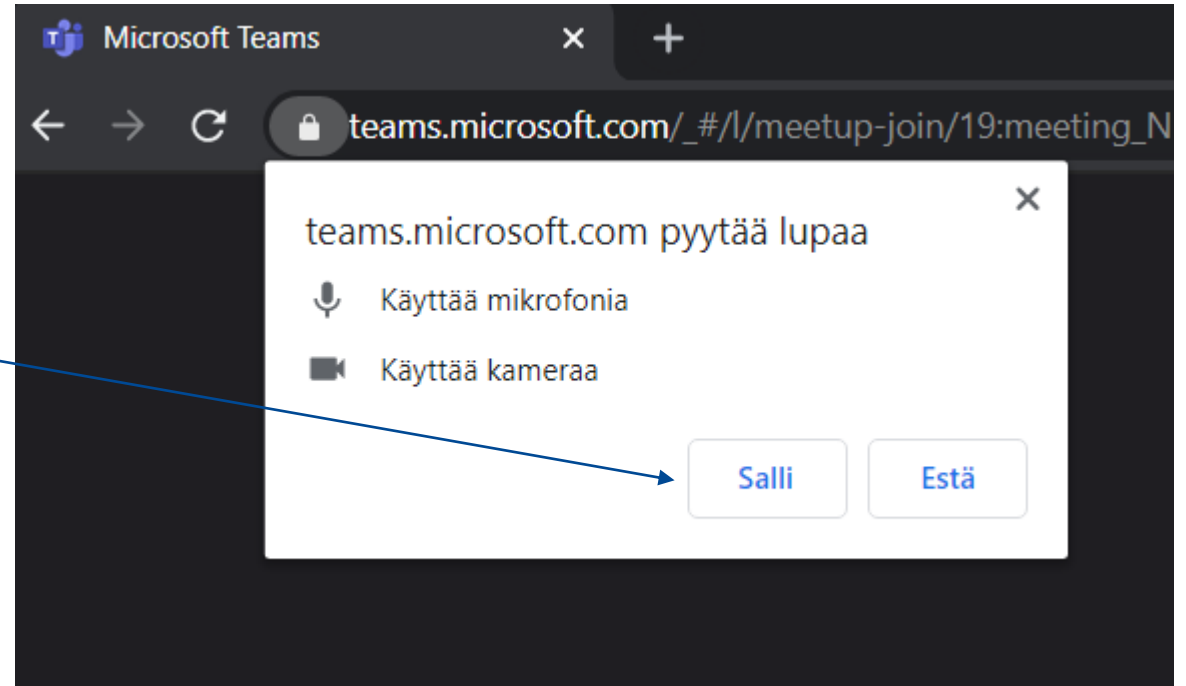 Microsoft Teams
teams.microsoft.com/_#/l/meetup-join/19:meeting_N
teams.microsoft.com pyytää lupaa
Käyttää mikrofonia
Käyttää kameraa
Salli
Estä